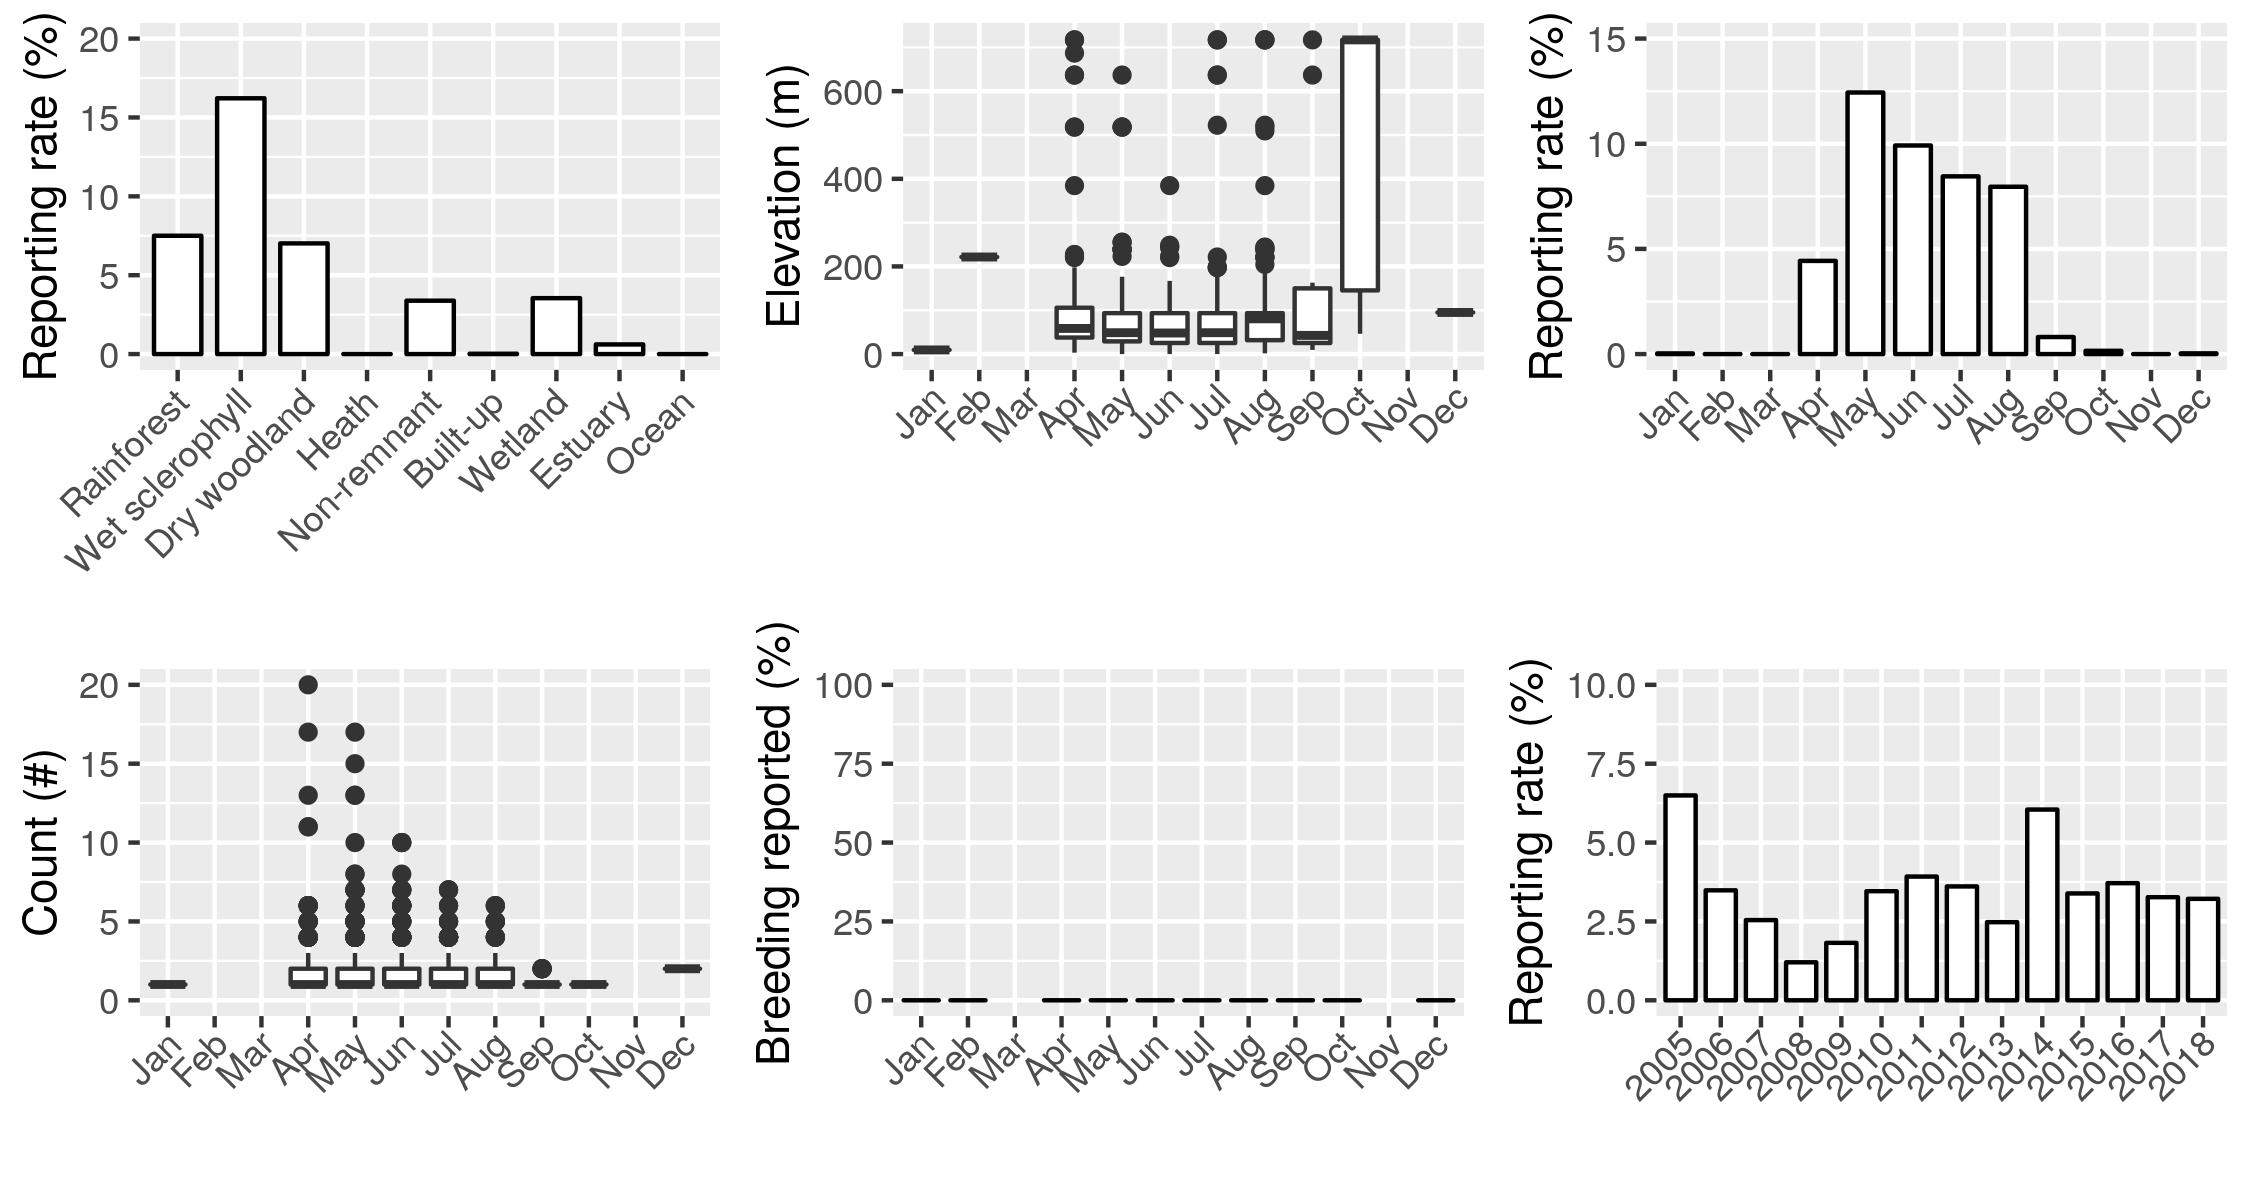 Reporting rate (%)
20
15
10
5
0
Rainforest
Wet sclerophyll
Dry woodland
Heath
Non-remnant
Built-up
Wetland
Estuary
Ocean
Elevation (m)
600
400
200
0
Jan
Feb
Mar
Apr
May
Jun
Jul
Aug
Sep
Oct
Nov
Dec
Reporting rate (%)
15
10
5
0
Jan
Feb
Mar
Apr
May
Jun
Jul
Aug
Sep
Oct
Nov
Dec
Count (#)
20
15
10
5
0
Jan
Feb
Mar
Apr
May
Jun
Jul
Aug
Sep
Oct
Nov
Dec
Breeding reported (%)
100
75
50
25
0
Jan
Feb
Mar
Apr
May
Jun
Jul
Aug
Sep
Oct
Nov
Dec
Reporting rate (%)
10.0
7.5
5.0
2.5
0.0
2005
2006
2007
2008
2009
2010
2011
2012
2013
2014
2015
2016
2017
2018